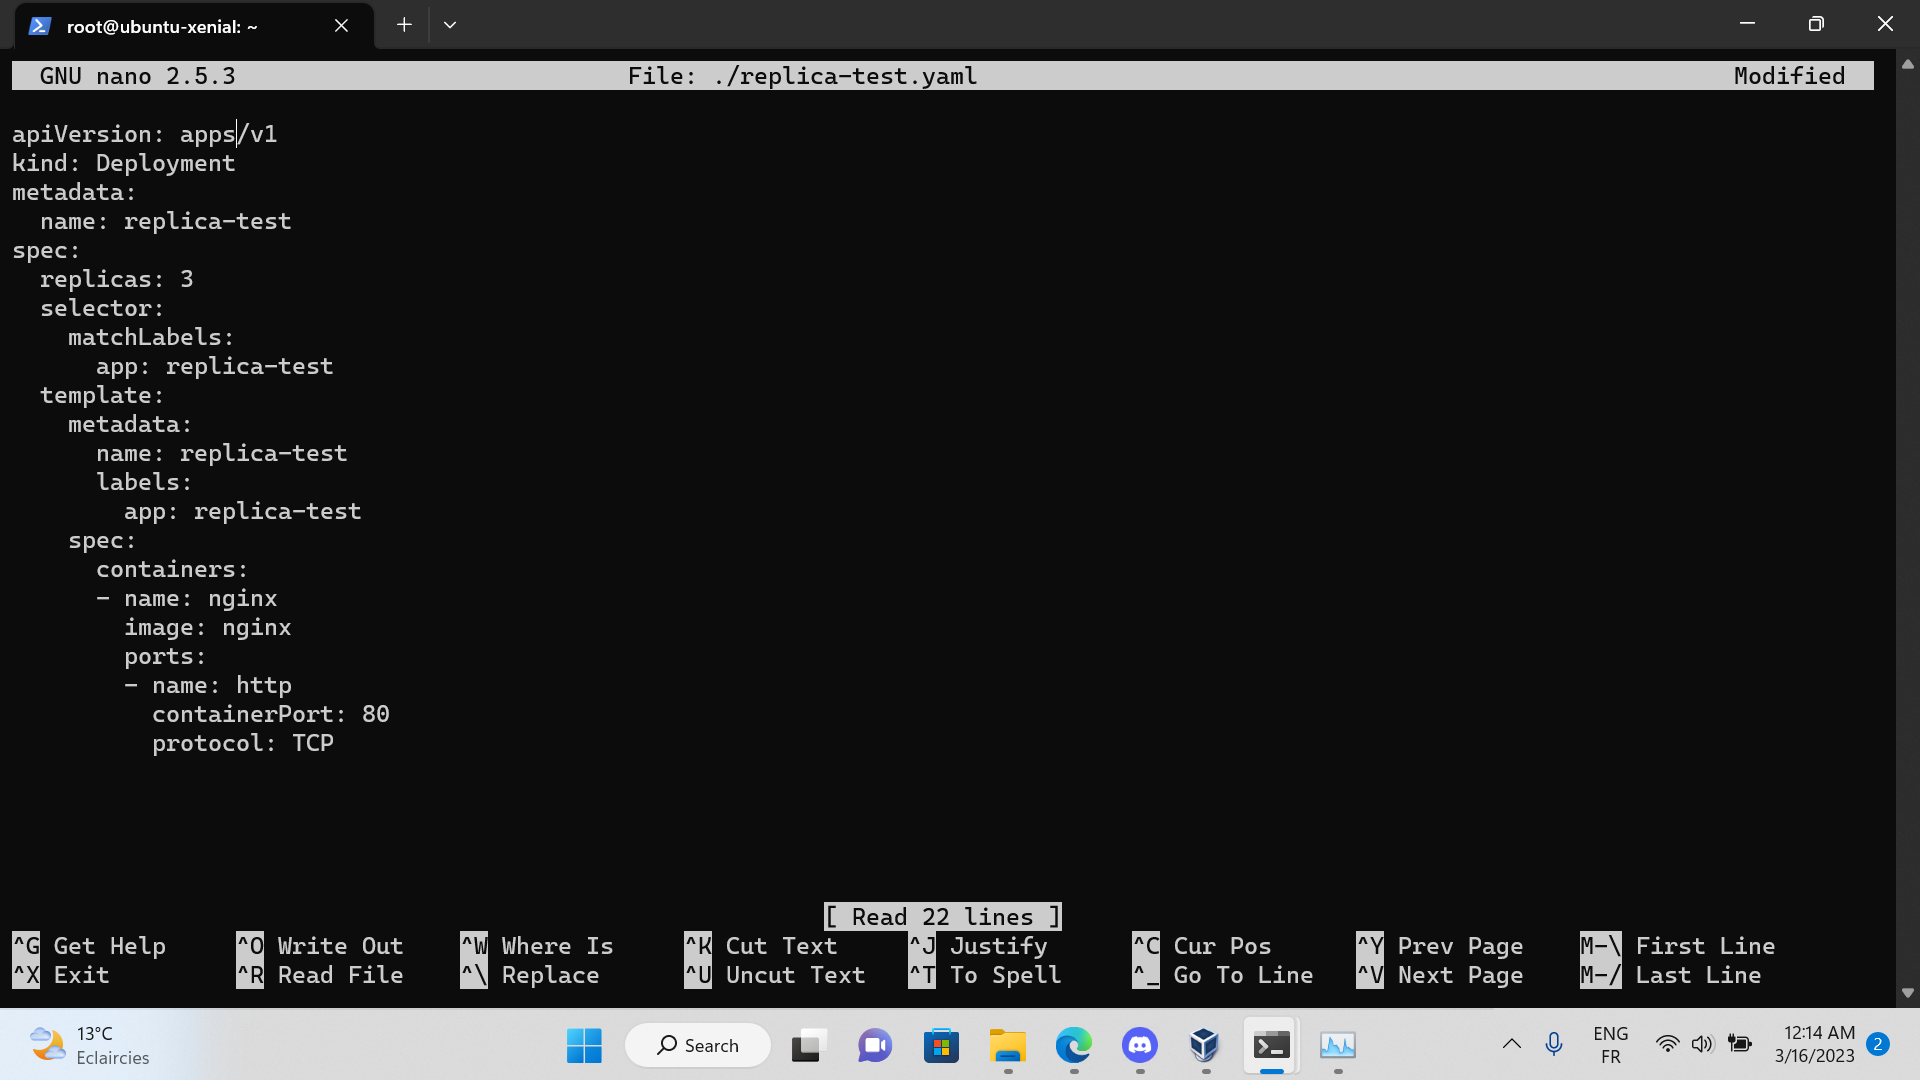 root@ubuntu-xenial: ~
GNU nano 2.5.3 File: ./replica-test.yaml Modified
apiVersion: apps/v1
kind: Deployment
metadata:
  name: replica-test
spec:
  replicas: 3
  selector:
    matchLabels:
      app: replica-test
  template:
    metadata:
      name: replica-test
      labels:
        app: replica-test
    spec:
      containers:
      - name: nginx
        image: nginx
        ports:
        - name: http
          containerPort: 80
          protocol: TCP
[ Read 22 lines ]
^G Get Help ^O Write Out ^W Where Is ^K Cut Text ^J Justify ^C Cur Pos ^Y Prev Page M-\ First Line
^X Exit ^R Read File ^\ Replace ^U Uncut Text ^T To Spell ^_ Go To Line ^V Next Page M-/ Last Line
13°C
Eclaircies
Search
ENG
FR
12:14 AM
3/16/2023
2